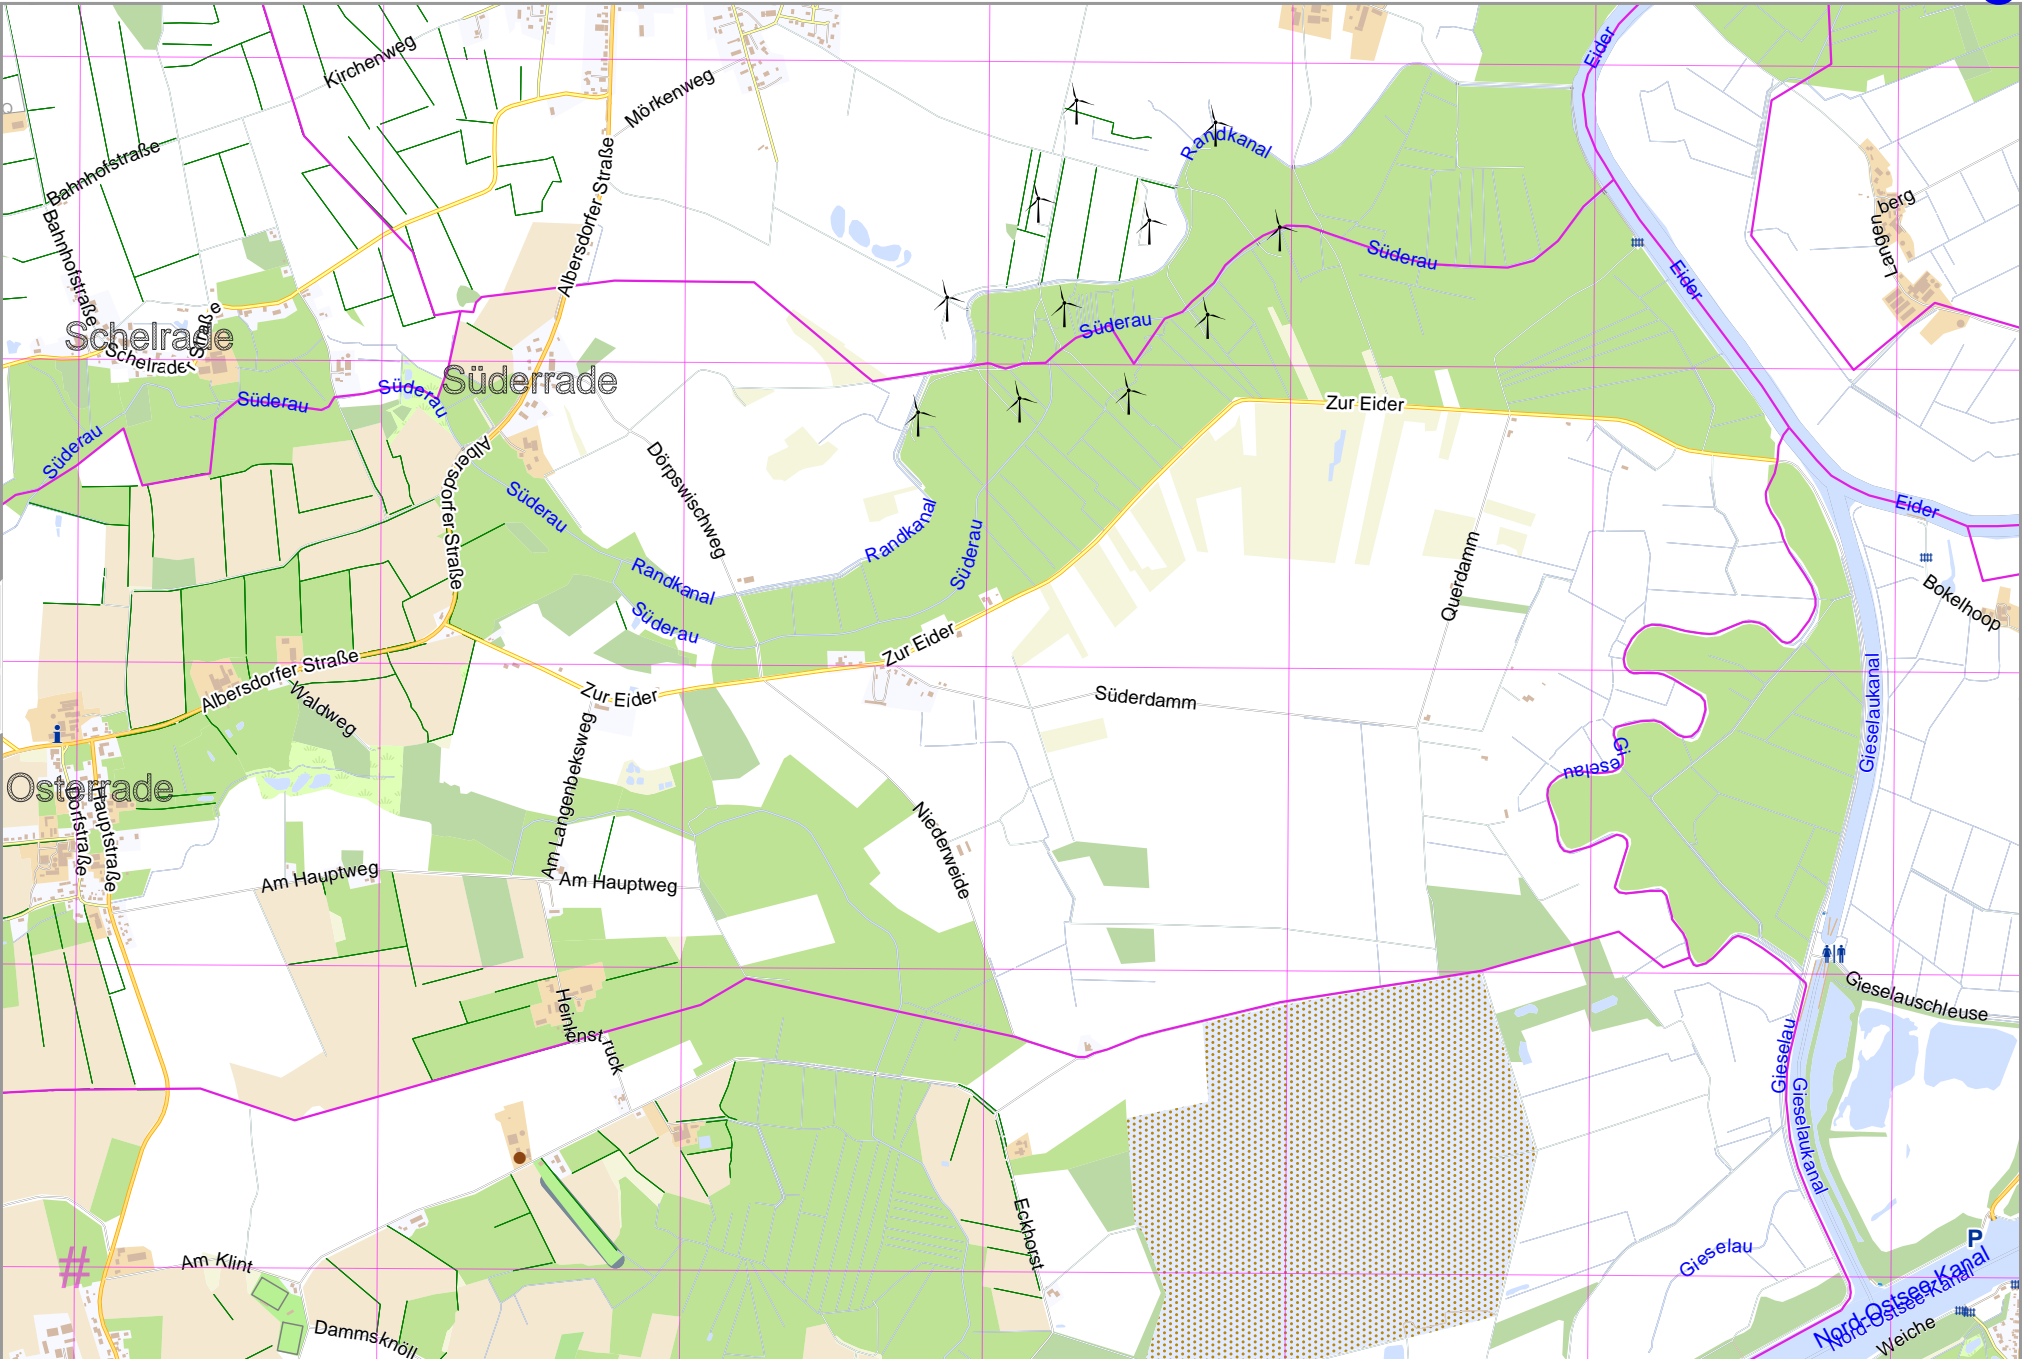 Eider
Kirchenweg
Mörkenweg
Randkanal
Bahnhofstraße
Albersdorfer Straße
Bahnhofstraße
berg
Langen
Süderau
Eider
Süderau
Schelrade
Schelrader Straße
Süderrade
Süderau
Süderau
Zur Eider
Süderau
Albersdorfer Straße
Dörpswischweg
Süderau
Randkanal
Süderau
Eider
Querdamm
Randkanal
Süderau
Bokelhoop
Zur Eider
Albersdorfer Straße
Waldweg
Zur Eider
Süderdamm
Gieselaukanal
i
Gi
eselau
Osterrade
Dorfstraße
Hauptstraße
Am Langenbeksweg
Niederweide
Am Hauptweg
Am Hauptweg
Gieselauschleuse
Heinkenstruck
Gieselau
Gieselaukanal
Eckhorst
Gieselau
P
#
Am Klint
Nord-Ostsee-Kanal
Nord-Ostsee-Kanal
Weiche
Dammsknöll